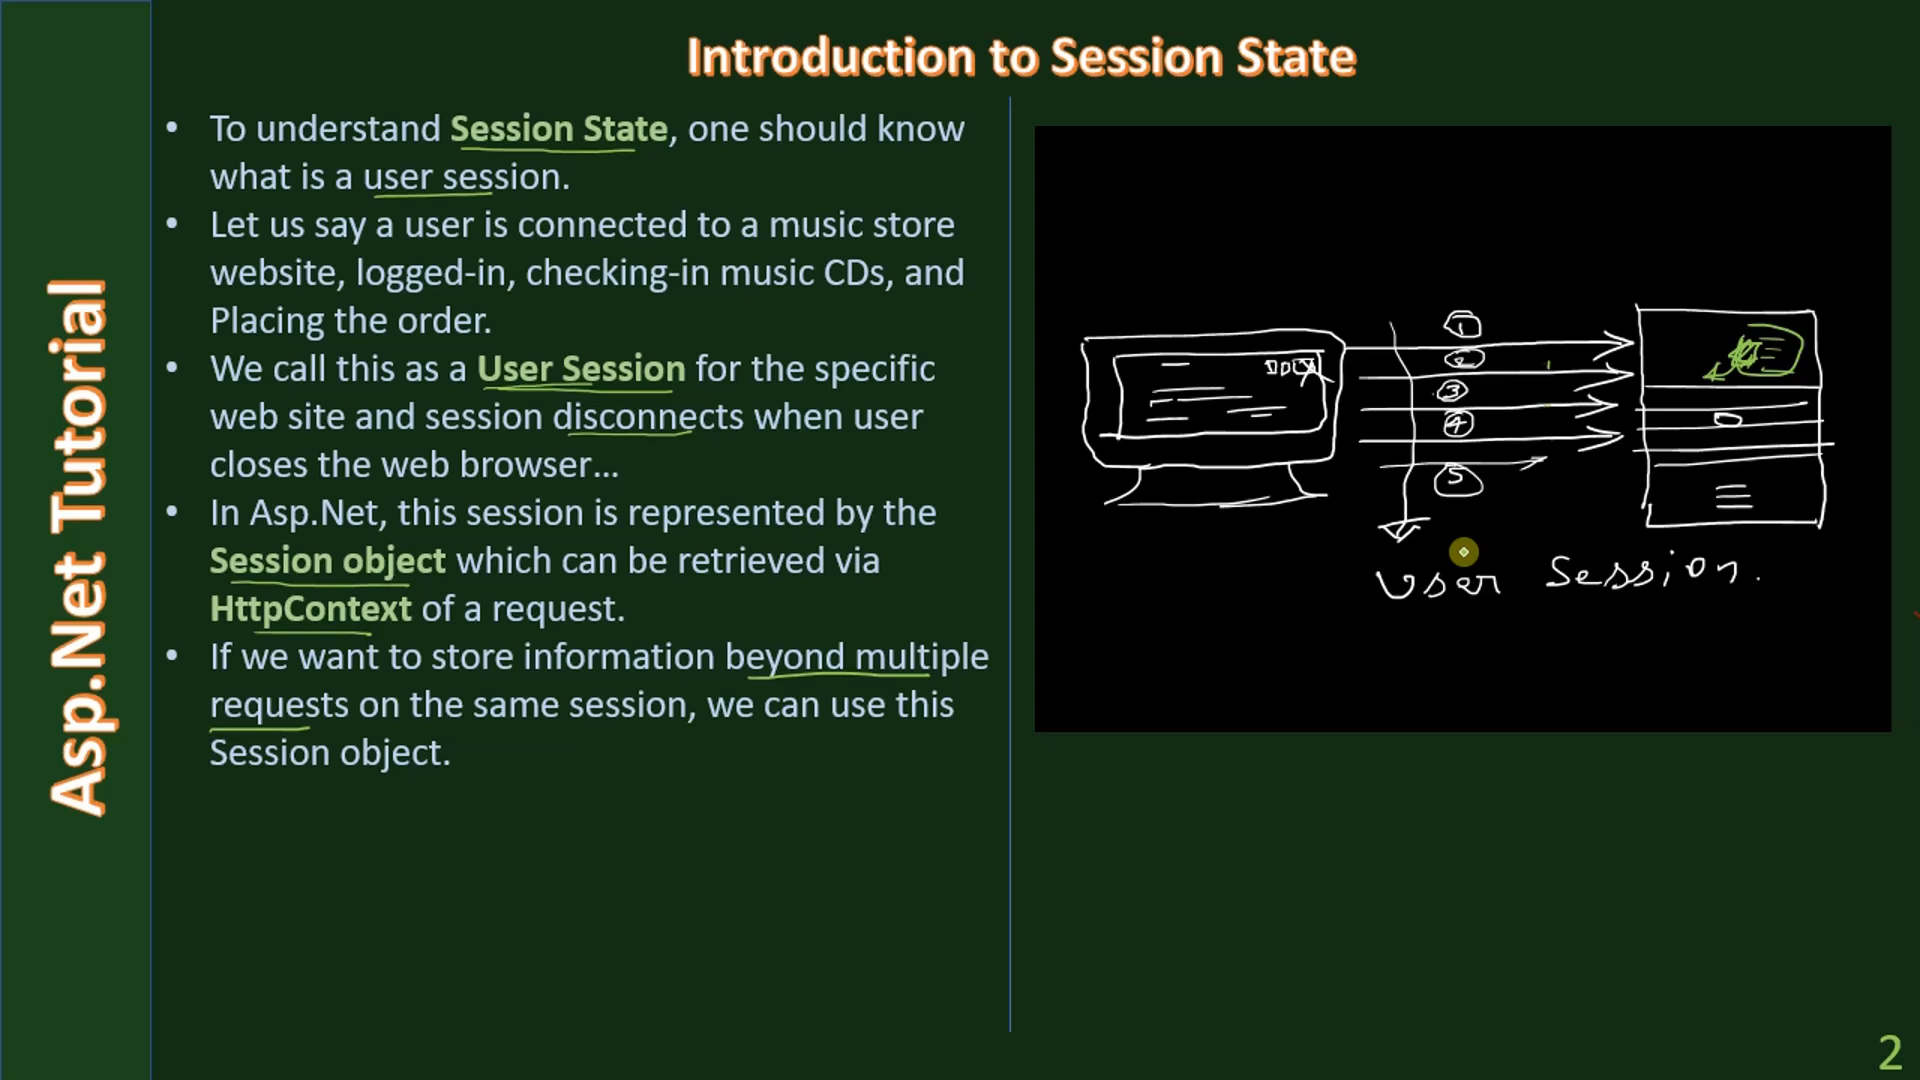 Introduction to Session State
Asp.Net Tutorial
• To understand Session State, one should know
what is a user session.
• Let us say a user is connected to a music store
website, logged-in, checking-in music CDs, and
Placing the order.
• We call this as a User Session for the specific
web site and session disconnects when user
closes the web browser...
• In Asp.Net, this session is represented by the
Session object which can be retrieved via
HttpContext of a request.
• If we want to store information beyond multiple
requests on the same session, we can use this
Session object.
1
2
3
4
5
User Session.
2